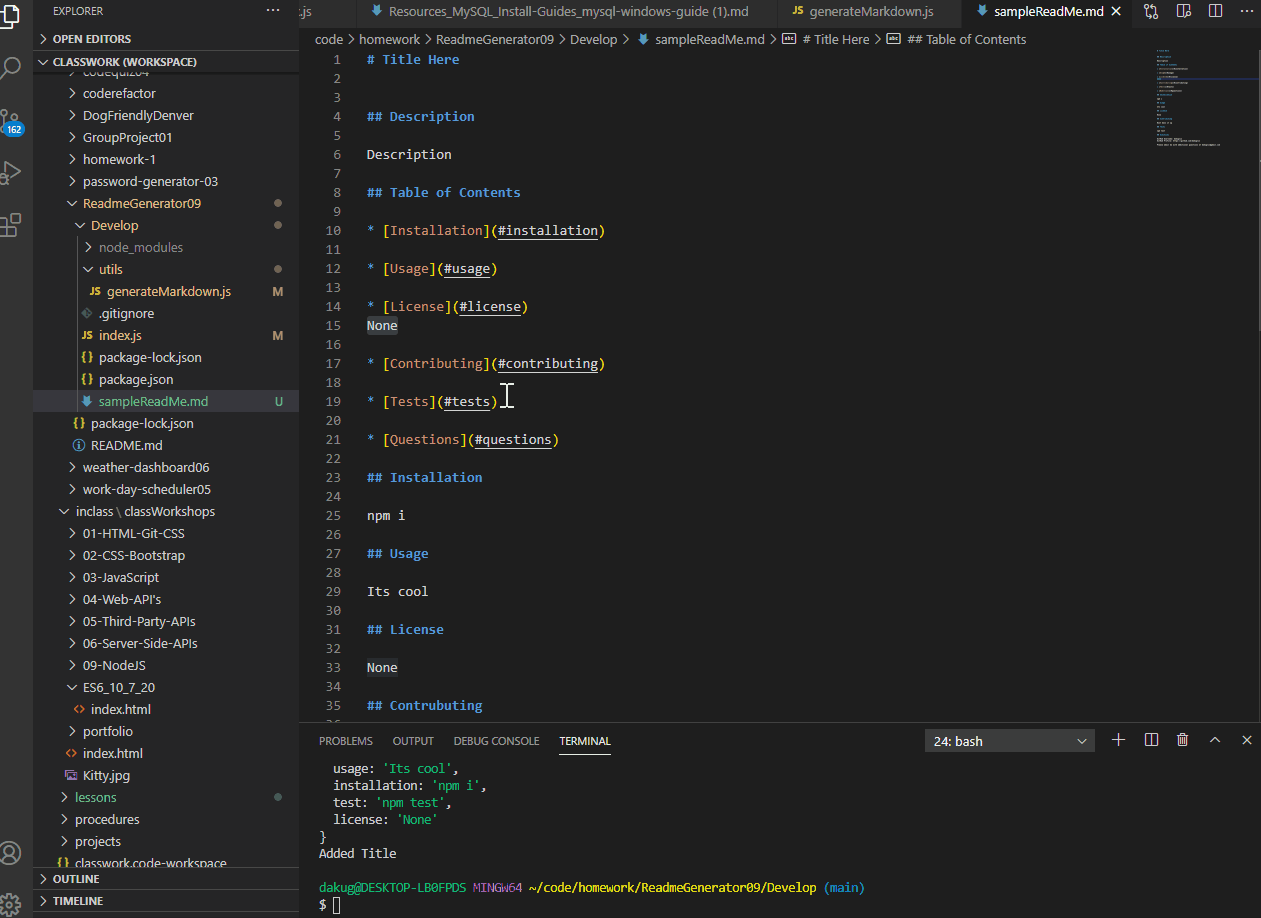 EXPLORER
···
.js
Resources_MySQL_Install-Guides_mysql-windows-guide (1).md
JS generateMarkdown.js
sampleReadMe.md
OPEN EDITORS
CLASSWORK (WORKSPACE)
codequiz04
coderefactor
DogFriendlyDenver
GroupProject01
homework-1
password-generator-03
ReadmeGenerator09
Develop
node_modules
utils
JS generateMarkdown.js M
.gitignore
JS index.js M
{} package-lock.json
{} package.json
sampleReadMe.md U
{} package-lock.json
README.md
weather-dashboard06
work-day-scheduler05
inclass \ classWorkshops
01-HTML-Git-CSS
02-CSS-Bootstrap
03-JavaScript
04-Web-API's
05-Third-Party-APIs
06-Server-Side-APIs
09-NodeJS
ES6_10_7_20
<> index.html
portfolio
<> index.html
Kitty.jpg
lessons
procedures
projects
{} classwork.code-workspace
OUTLINE
TIMELINE
162
code > homework > ReadmeGenerator09 > Develop > sampleReadMe.md > abc # Title Here > abc ## Table of Contents
1 # Title Here
2
3
4 ## Description
5
6 Description
7
8 ## Table of Contents
9
10 * [Installation](#installation)
11
12 * [Usage](#usage)
13
14 * [License](#license)
15 None
16
17 * [Contributing](#contributing)
18
19 * [Tests](#tests)
20
21 * [Questions](#questions)
22
23 ## Installation
24
25 npm i
26
27 ## Usage
28
29 Its cool
30
31 ## License
32
33 None
34
35 ## Contrubuting
PROBLEMS OUTPUT DEBUG CONSOLE TERMINAL
24: bash
usage: 'Its cool',
installation: 'npm i',
test: 'npm test',
license: 'None'
}
Added Title
dakug@DESKTOP-LB0FPDS MINGW64 ~/code/homework/ReadmeGenerator09/Develop (main)
$